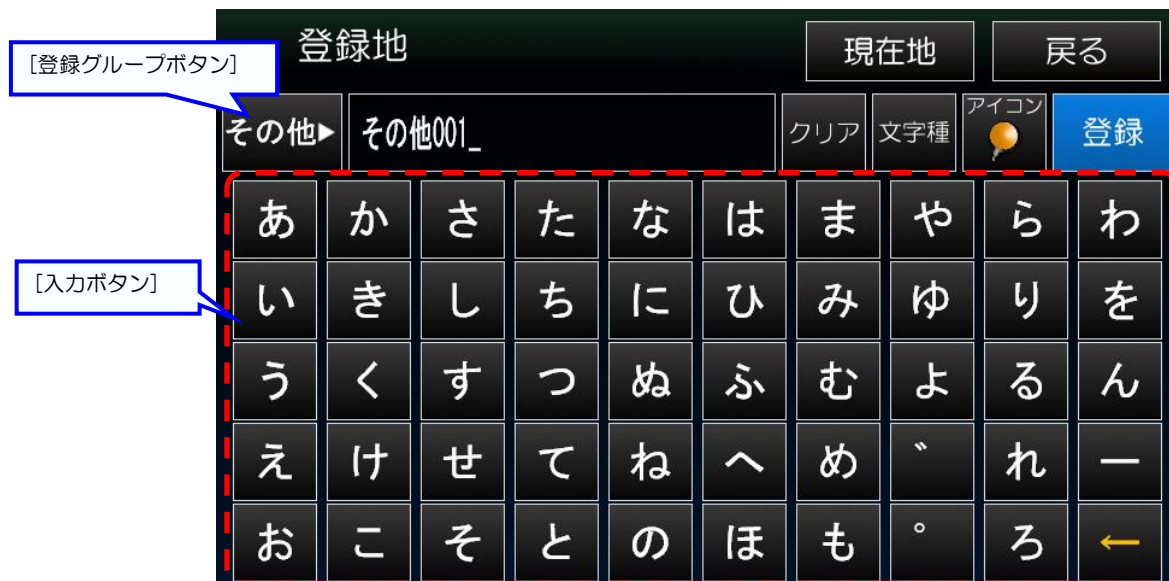 登録地 現在地 戻る
[登録グループボタン]
その他▶ その他001_ クリア 文字種 アイコン 登録
あ か さ た な は ま や ら わ
[入力ボタン]
い き し ち に ひ み ゆ り を
う く す つ ぬ ふ む よ る ん
え け せ て ね へ め ゛ れ ー
お こ そ と の ほ も ゜ ろ ←